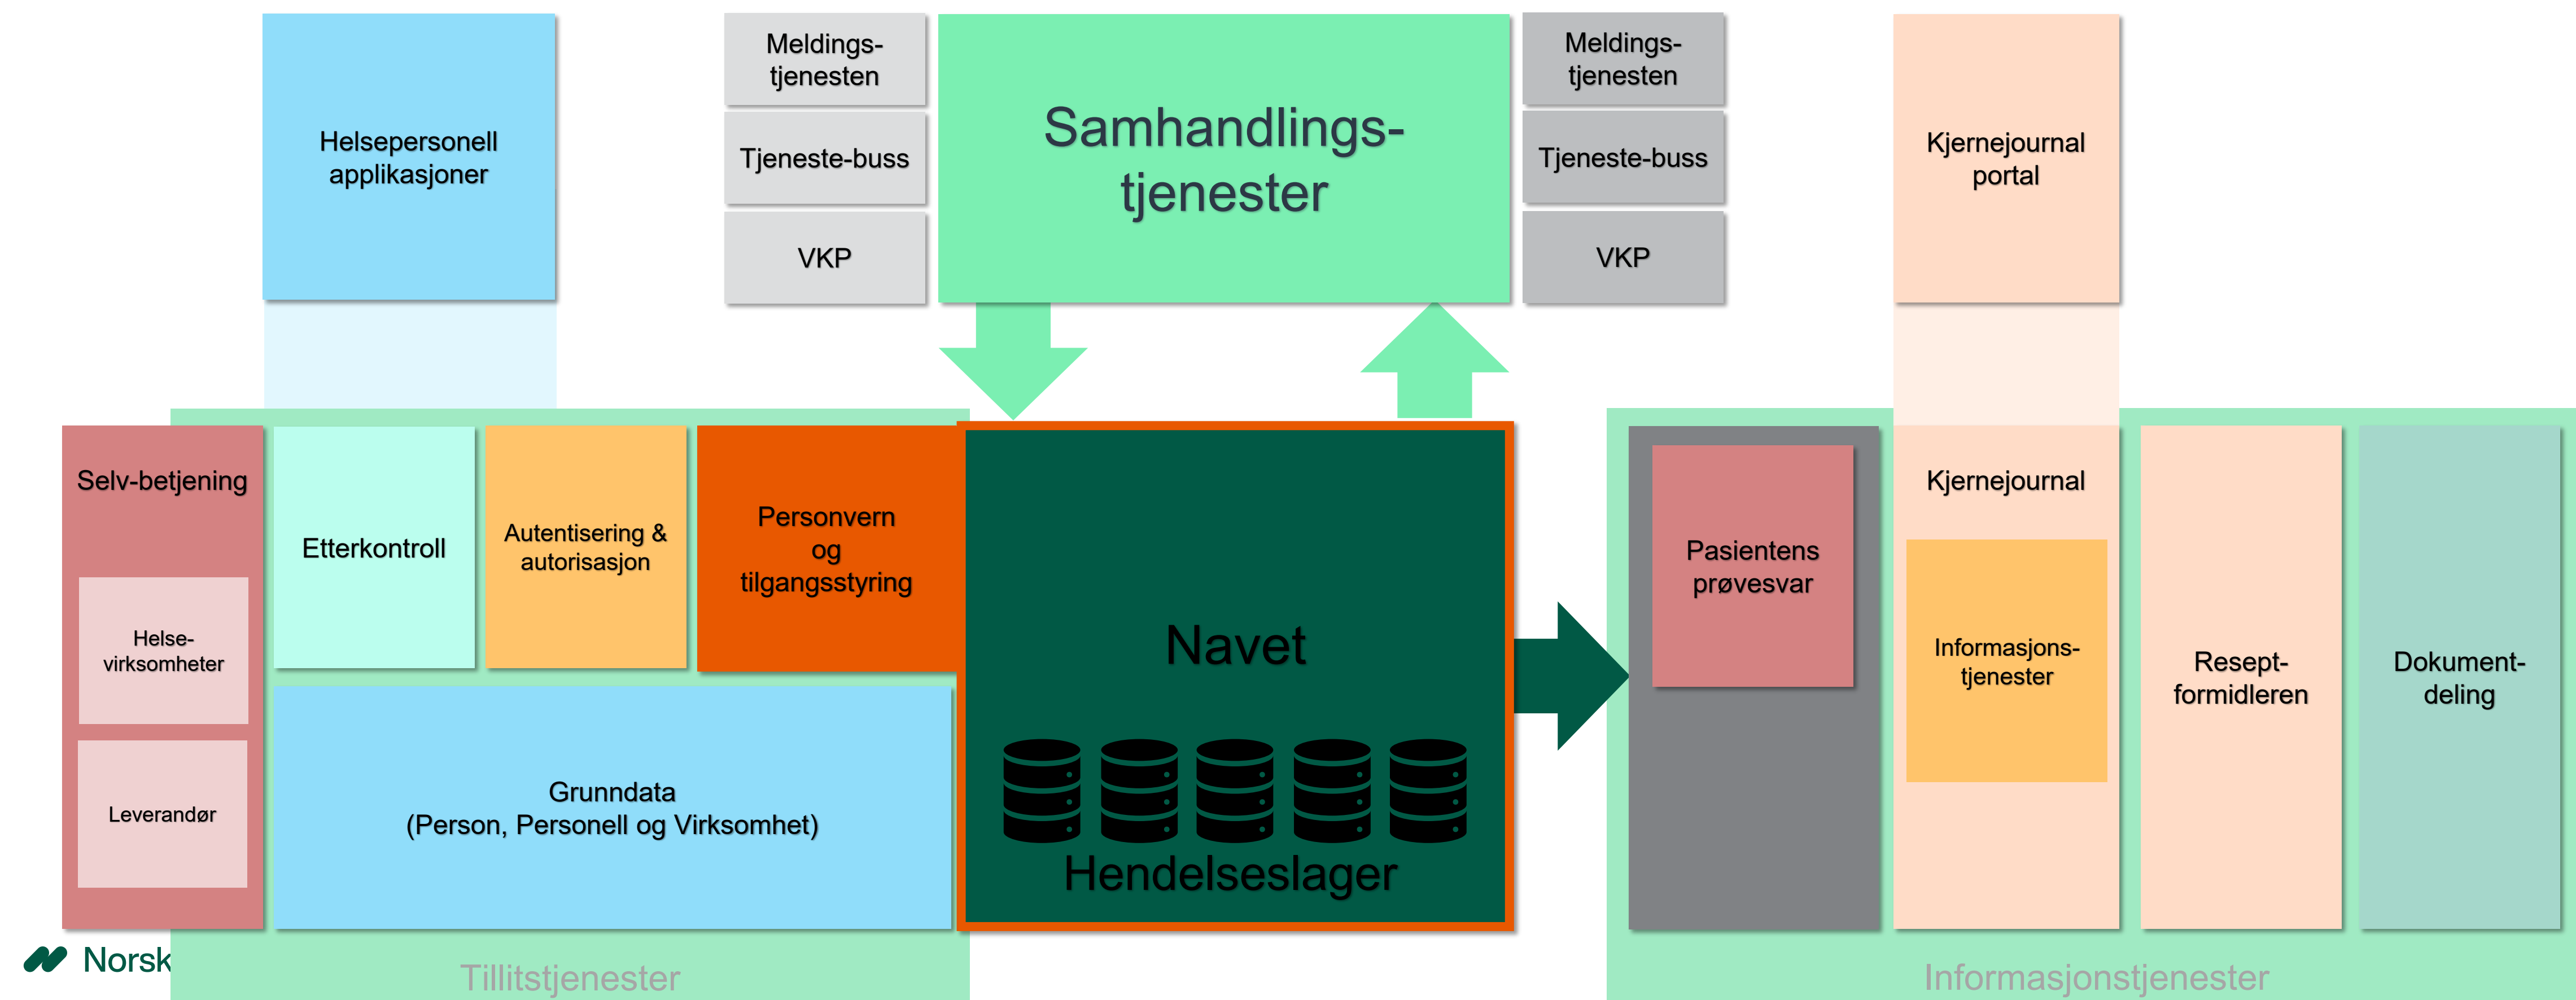 Helsepersonell
applikasjoner
Meldings-
tjenesten
Tjeneste-buss
VKP
Samhandlings-
tjenester
Meldings-
tjenesten
Tjeneste-buss
VKP
Kjernejournal
portal
Selv-betjening
Helse-
virksomheter
Leverandør
Etterkontroll
Autentisering &
autorisasjon
Personvern
og
tilgangsstyring
Grunndata
(Person, Personell og Virksomhet)
Navet
Hendelseslager
Pasientens
prøvesvar
Kjernejournal
Informasjons-
tjenester
Resept-
formidleren
Dokument-
deling
Norsk
Tillitstjenester
Informasjonstjenester